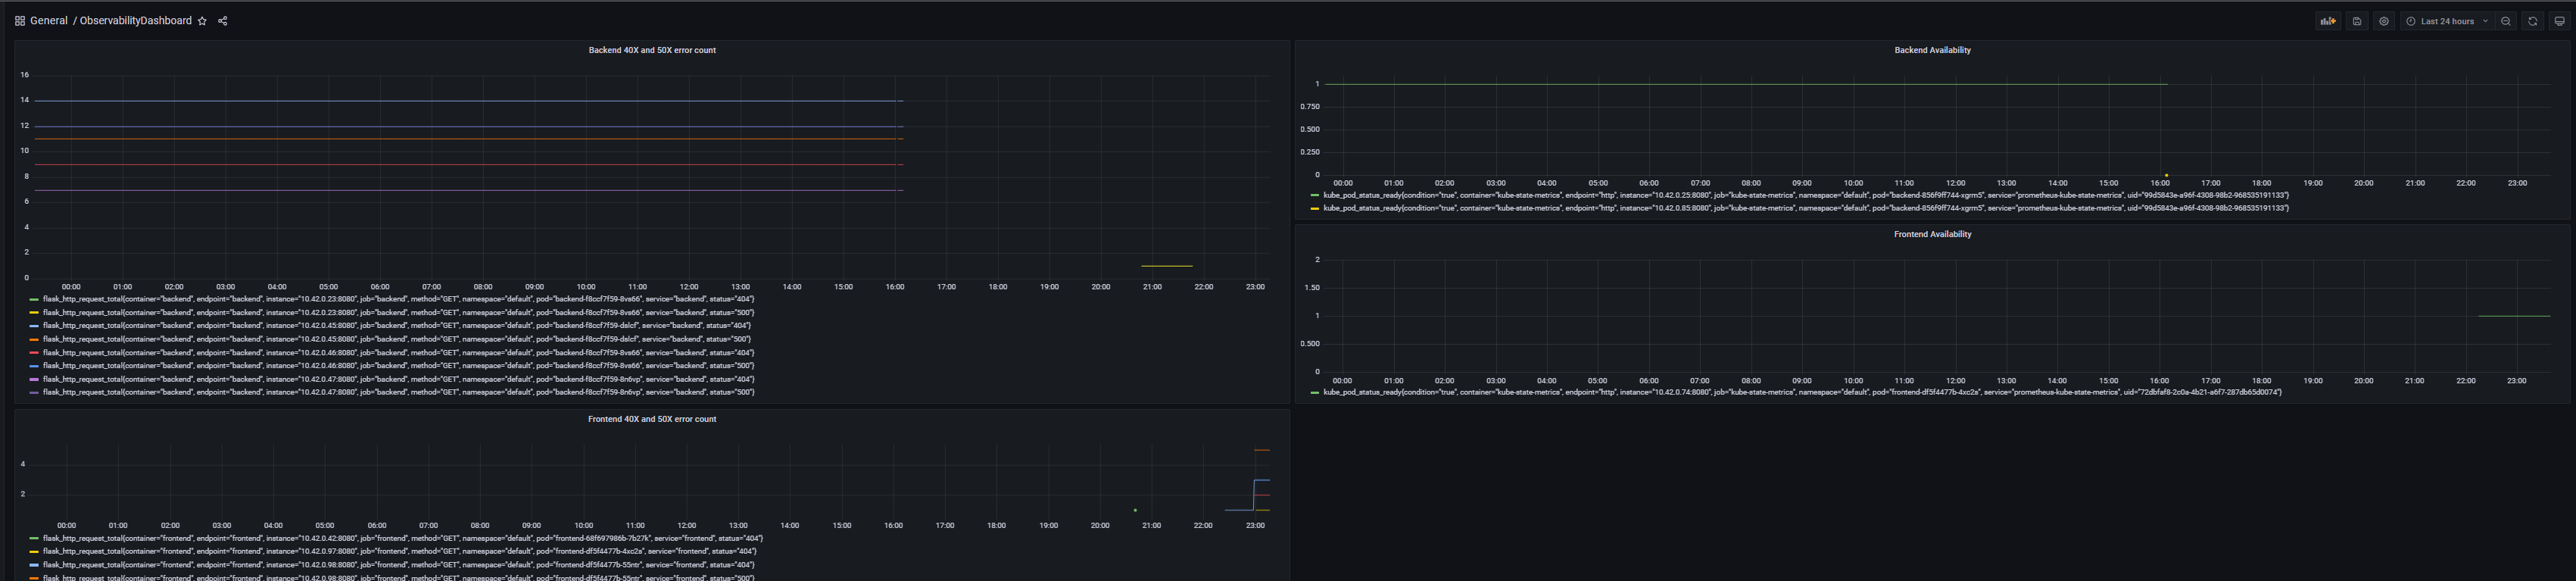 General / ObservabilityDashboard
Last 24 hours
Backend 40X and 50X error count
16
14
12
10
8
6
4
2
0
00:00 01:00 02:00 03:00 04:00 05:00 06:00 07:00 08:00 09:00 10:00 11:00 12:00 13:00 14:00 15:00 16:00 17:00 18:00 19:00 20:00 21:00 22:00 23:00
flask_http_request_total{container="backend", endpoint="backend", instance="10.42.0.23:8080", job="backend", method="GET", namespace="default", pod="backend-f8ccf7f59-8vs66", service="backend", status="404"}
flask_http_request_total{container="backend", endpoint="backend", instance="10.42.0.23:8080", job="backend", method="GET", namespace="default", pod="backend-f8ccf7f59-8vs66", service="backend", status="500"}
flask_http_request_total{container="backend", endpoint="backend", instance="10.42.0.45:8080", job="backend", method="GET", namespace="default", pod="backend-f8ccf7f59-dslcf", service="backend", status="404"}
flask_http_request_total{container="backend", endpoint="backend", instance="10.42.0.45:8080", job="backend", method="GET", namespace="default", pod="backend-f8ccf7f59-dslcf", service="backend", status="500"}
flask_http_request_total{container="backend", endpoint="backend", instance="10.42.0.46:8080", job="backend", method="GET", namespace="default", pod="backend-f8ccf7f59-8vs66", service="backend", status="404"}
flask_http_request_total{container="backend", endpoint="backend", instance="10.42.0.46:8080", job="backend", method="GET", namespace="default", pod="backend-f8ccf7f59-8vs66", service="backend", status="500"}
flask_http_request_total{container="backend", endpoint="backend", instance="10.42.0.47:8080", job="backend", method="GET", namespace="default", pod="backend-f8ccf7f59-8n6vp", service="backend", status="404"}
flask_http_request_total{container="backend", endpoint="backend", instance="10.42.0.47:8080", job="backend", method="GET", namespace="default", pod="backend-f8ccf7f59-8n6vp", service="backend", status="500"}
Backend Availability
1
0.750
0.500
0.250
0
00:00 01:00 02:00 03:00 04:00 05:00 06:00 07:00 08:00 09:00 10:00 11:00 12:00 13:00 14:00 15:00 16:00 17:00 18:00 19:00 20:00 21:00 22:00 23:00
kube_pod_status_ready{condition="true", container="kube-state-metrics", endpoint="http", instance="10.42.0.25:8080", job="kube-state-metrics", namespace="default", pod="backend-856f9ff744-xgrm5", service="prometheus-kube-state-metrics", uid="99d5843e-a96f-4308-98b2-968535191133"}
kube_pod_status_ready{condition="true", container="kube-state-metrics", endpoint="http", instance="10.42.0.85:8080", job="kube-state-metrics", namespace="default", pod="backend-856f9ff744-xgrm5", service="prometheus-kube-state-metrics", uid="99d5843e-a96f-4308-98b2-968535191133"}
Frontend Availability
2
1.50
1
0.500
0
00:00 01:00 02:00 03:00 04:00 05:00 06:00 07:00 08:00 09:00 10:00 11:00 12:00 13:00 14:00 15:00 16:00 17:00 18:00 19:00 20:00 21:00 22:00 23:00
kube_pod_status_ready{condition="true", container="kube-state-metrics", endpoint="http", instance="10.42.0.74:8080", job="kube-state-metrics", namespace="default", pod="frontend-df5f4477b-4xc2s", service="prometheus-kube-state-metrics", uid="72dbfaf8-2c0a-4b21-a6f7-287db65d0074"}
Frontend 40X and 50X error count
4
2
00:00 01:00 02:00 03:00 04:00 05:00 06:00 07:00 08:00 09:00 10:00 11:00 12:00 13:00 14:00 15:00 16:00 17:00 18:00 19:00 20:00 21:00 22:00 23:00
flask_http_request_total{container="frontend", endpoint="frontend", instance="10.42.0.42:8080", job="frontend", method="GET", namespace="default", pod="frontend-68f697986b-7b27k", service="frontend", status="404"}
flask_http_request_total{container="frontend", endpoint="frontend", instance="10.42.0.97:8080", job="frontend", method="GET", namespace="default", pod="frontend-df5f4477b-4xc2s", service="frontend", status="404"}
flask_http_request_total{container="frontend", endpoint="frontend", instance="10.42.0.98:8080", job="frontend", method="GET", namespace="default", pod="frontend-df5f4477b-55ntr", service="frontend", status="404"}
flask_http_request_total{container="frontend", endpoint="frontend", instance="10.42.0.98:8080", job="frontend", method="GET", namespace="default", pod="frontend-df5f4477b-55ntr", service="frontend", status="500"}